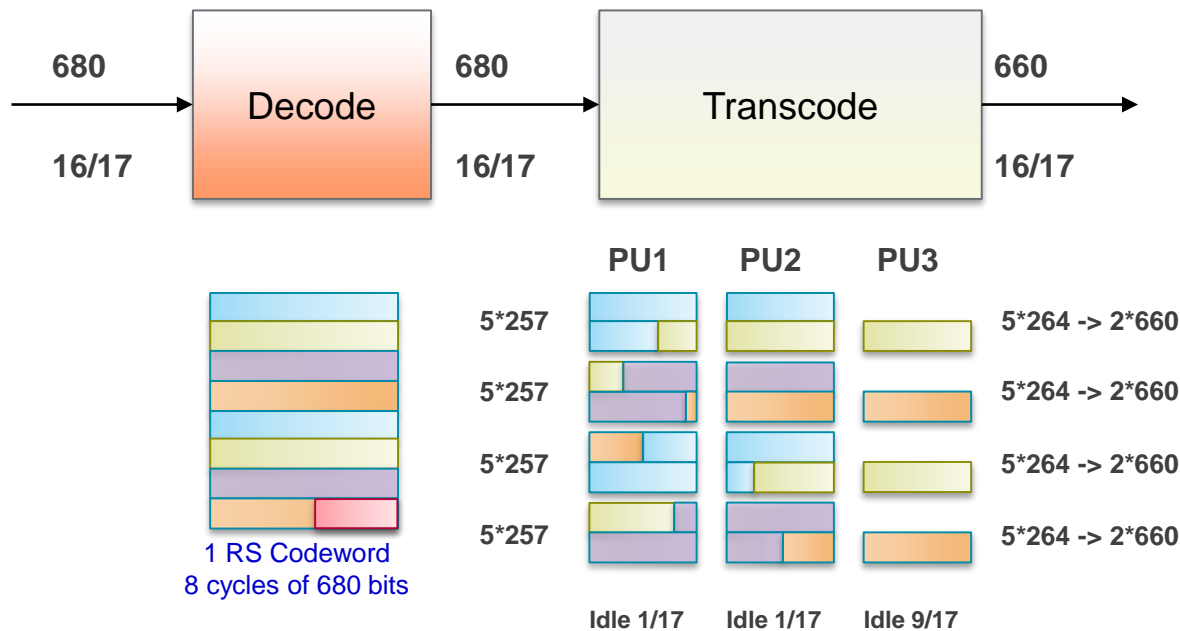 680
680
660
Decode
Transcode
16/17
16/17
16/17
PU1
PU2
PU3
5*257
5*264 -> 2*660
5*257
5*264 -> 2*660
5*257
5*264 -> 2*660
5*257
5*264 -> 2*660
1 RS Codeword
8 cycles of 680 bits
Idle 1/17
Idle 1/17
Idle 9/17